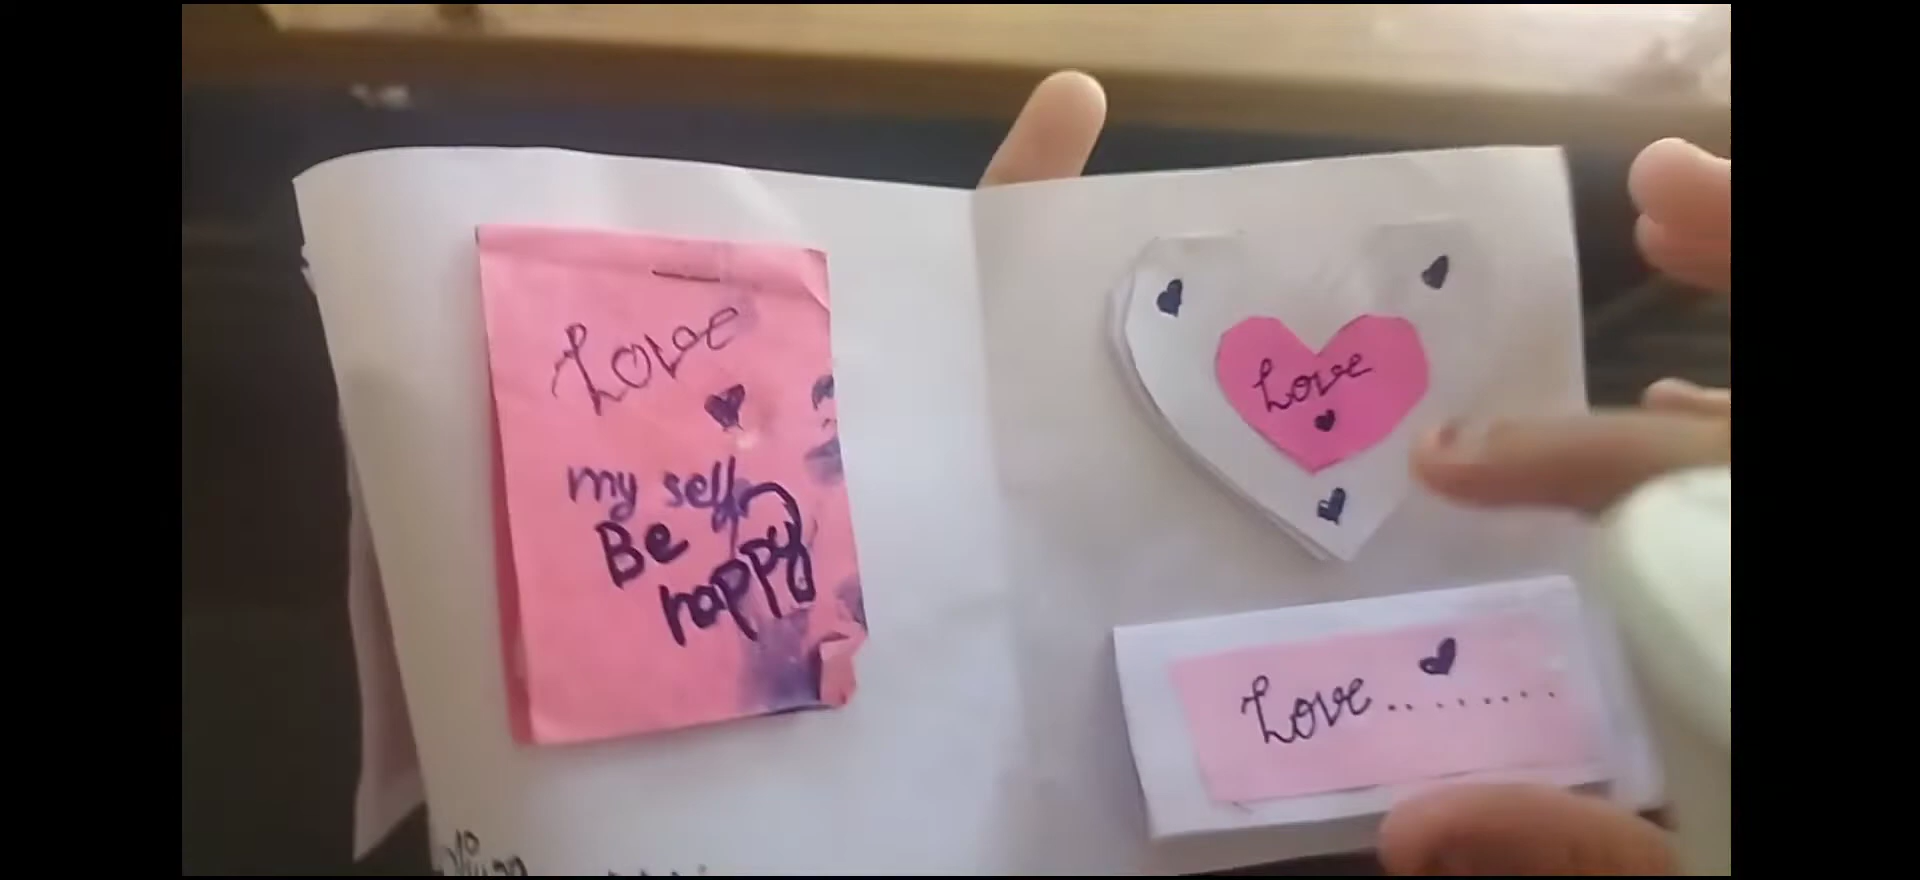 Love
my self
Be
happy
Love
Love.........